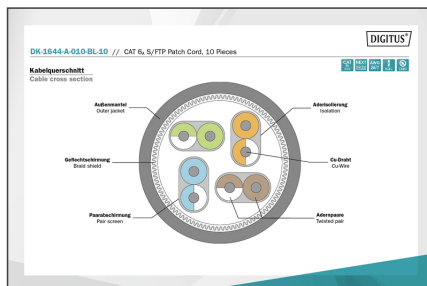 DIGITUS®
DK-1644-A-010-BL-10 // CAT 6A S/FTP Patch Cord, 10 Pieces
Kabelquerschnitt
Cable cross section
Außenmantel
Outer jacket
Aderisolierung
Isolation
Geflechtschirmung
Braid shield
Cu-Draht
Cu-Wire
Paarabschirmung
Pair screen
Adernpaare
Twisted pair